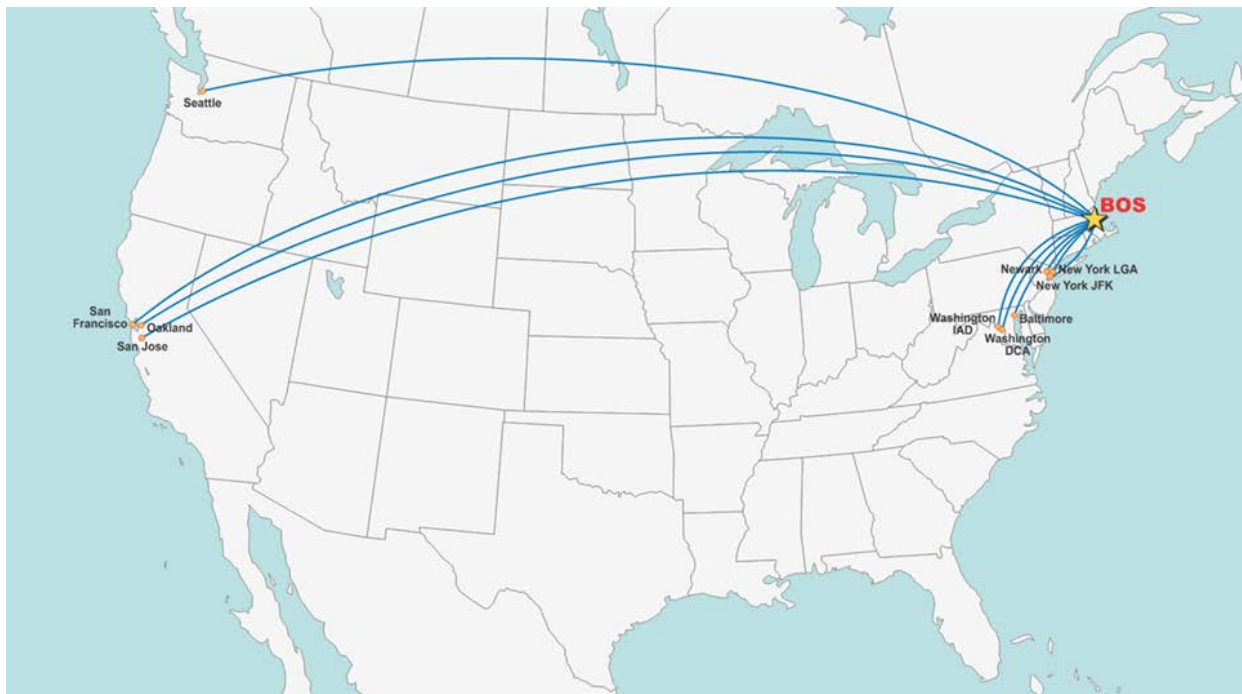 Seattle
BOS
Newark
New York LGA
New York JFK
San
Francisco
Oakland
San Jose
Washington
IAD
Baltimore
Washington
DCA